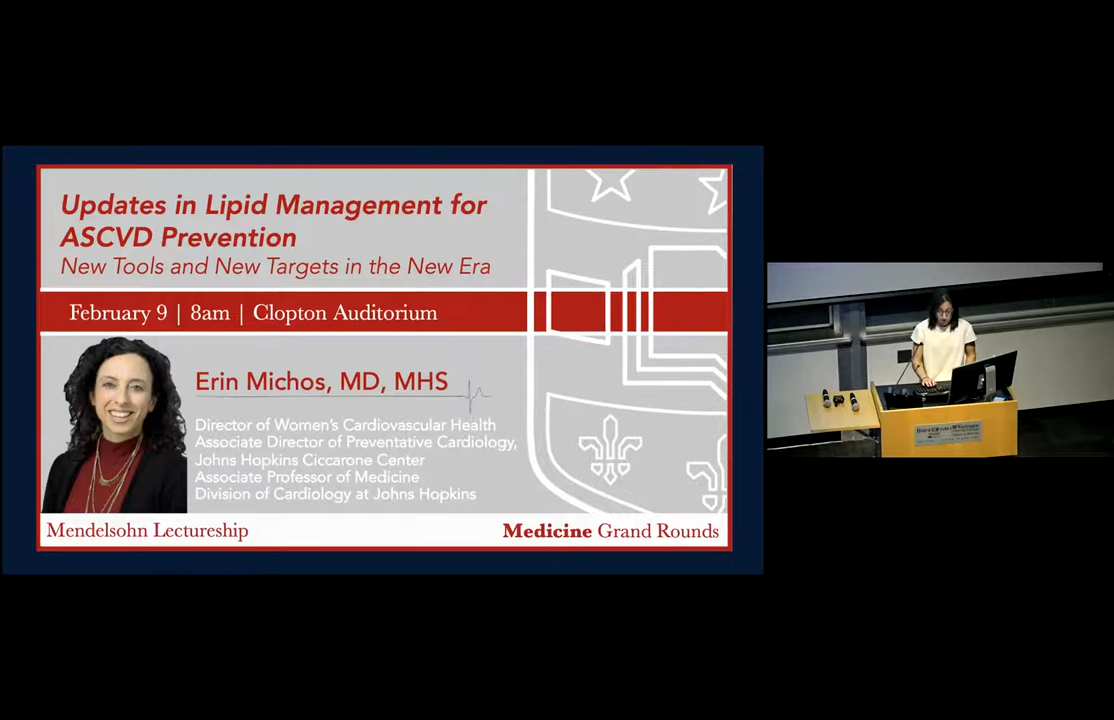 Updates in Lipid Management for
ASCVD Prevention
New Tools and New Targets in the New Era
February 9 | 8am | Clopton Auditorium
Erin Michos, MD, MHS
Director of Women's Cardiovascular Health
Associate Director of Preventative Cardiology,
Johns Hopkins Ciccarone Center
Associate Professor of Medicine
Division of Cardiology at Johns Hopkins
Mendelsohn Lectureship
Medicine Grand Rounds